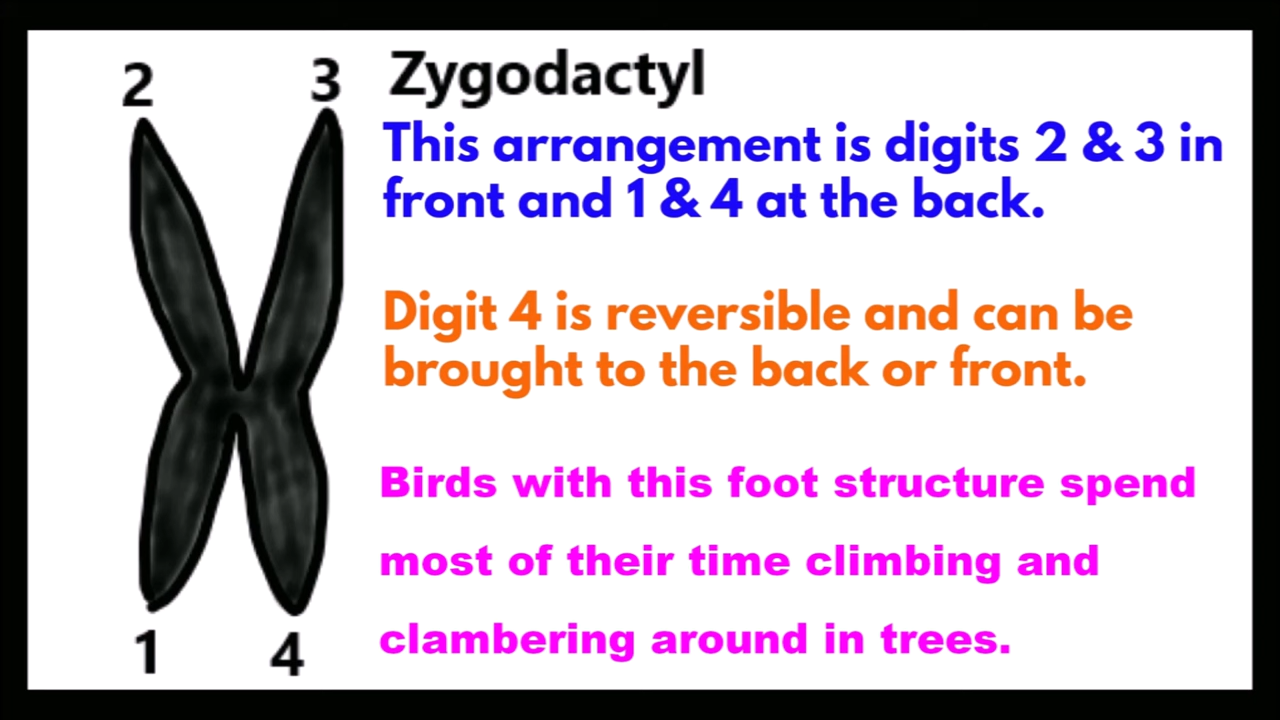 2 3 Zygodactyl
This arrangement is digits 2 & 3 in
front and 1 & 4 at the back.
Digit 4 is reversible and can be
brought to the back or front.
Birds with this foot structure spend
most of their time climbing and
clambering around in trees.
1 4